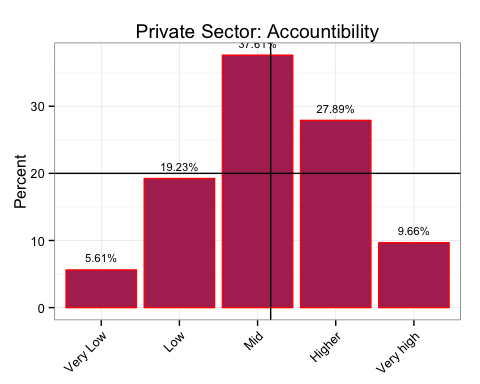 Private Sector: Accountibility
37.61%
27.89%
19.23%
9.66%
5.61%
30
20
10
0
Percent
Very Low
Low
Mid
Higher
Very high